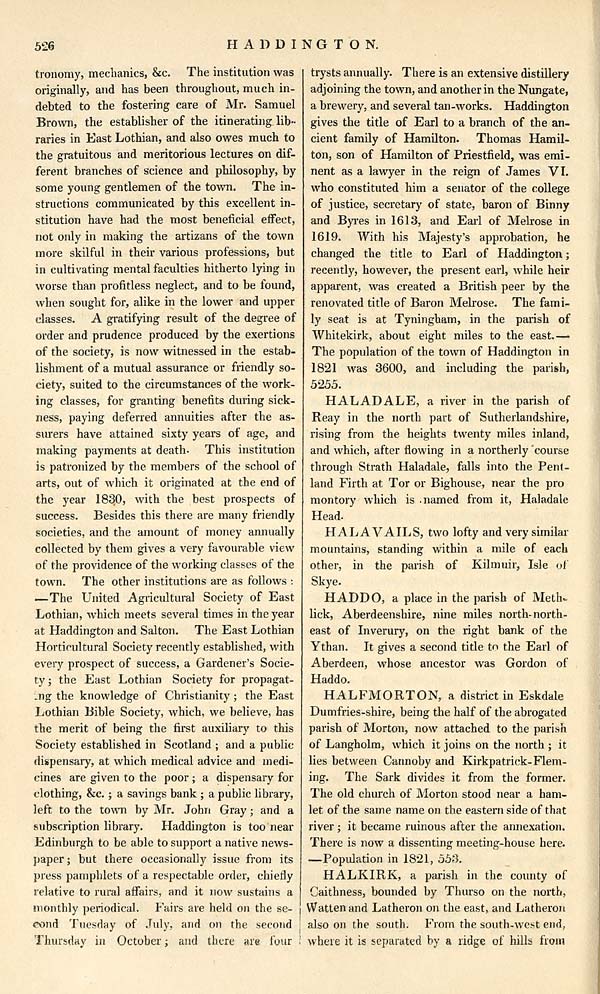 526
HADDINGTON.
tronomy, mechanics, &c. The institution was
originally, and has been throughout, much in-
debted to the fostering care of Mr. Samuel
Brown, the establisher of the itinerating lib-
raries in East Lothian, and also owes much to
the gratuitous and meritorious lectures on dif-
ferent branches of science and philosophy, by
some young gentlemen of the town. The in-
structions communicated by this excellent in-
stitution have had the most beneficial effect,
not only in making the artizans of the town
more skilful in their various professions, but
in cultivating mental faculties hitherto lying in
worse than profitless neglect, and to be found,
when sought for, alike in the lower and upper
classes. A gratifying result of the degree of
order and prudence produced by the exertions
of the society, is now witnessed in the estab-
lishment of a mutual assurance or friendly so-
ciety, suited to the circumstances of the work-
ing classes, for granting benefits during sick-
ness, paying deferred annuities after the as-
surers have attained sixty years of age, and
making payments at death. This institution
is patronized by the members of the school of
arts, out of which it originated at the end of
the year 1830, with the best prospects of
success. Besides this there are many friendly
societies, and the amount of money annually
collected by them gives a very favourable view
of the providence of the working classes of the
town. The other institutions are as follows:
—The United Agricultural Society of East
Lothian, which meets several times in the year
at Haddington and Salton. The East Lothian
Horticultural Society recently established, with
every prospect of success, a Gardener's Socie-
ty; the East Lothian Society for propagat-
ing the knowledge of Christianity; the East
Lothian Bible Society, which, we believe, has
the merit of being the first auxiliary to this
Society established in Scotland; and a public
dispensary, at which medical advice and medi-
cines are given to the poor; a dispensary for
clothing, &c.; a savings bank; a public library,
left to the town by Mr. John Gray; and a
subscription library. Haddington is too near
Edinburgh to be able to support a native news-
paper; but there occasionally issue from its
press pamphlets of a respectable order, chiefly
relative to rural affairs, and it now sustains a
monthly periodical. Fairs are held on the se-
cond Tuesday of July, and on the second
Thursday in October; and there are four
trysts annually. There is an extensive distillery
adjoining the town, and another in the Nungate,
a brewery, and several tan-works. Haddington
gives the title of Earl to a branch of the an-
cient family of Hamilton. Thomas Hamil-
ton, son of Hamilton of Priestfield, was emi-
nent as a lawyer in the reign of James VI.
who constituted him a senator of the college
of justice, secretary of state, baron of Binny
and Byres in 1613, and Earl of Melrose in
1619. With his Majesty's approbation, he
changed the title to Earl of Haddington;
recently, however, the present earl, while heir
apparent, was created a British peer by the
renovated title of Baron Melrose. The fami-
ly seat is at Tyningham, in the parish of
Whitekirk, about eight miles to the east.—
The population of the town of Haddington in
1821 was 3600, and including the parish,
5255.
HALADALE, a river in the parish of
Reay in the north part of Sutherlandshire,
rising from the heights twenty miles inland,
and which, after flowing in a northerly course
through Strath Haladale, falls into the Pent-
land Firth at Tor or Bighouse, near the pro
montory which is named from it, Haladale
Head.
HALAVAILS, two lofty and very similar
mountains, standing within a mile of each
other, in the parish of Kilmuir, Isle of
Skye.
HADDO, a place in the parish of Meth-
lick, Aberdeenshire, nine miles north-north-
east of Inverury, on the right bank of the
Ythan. It gives a second title to the Earl of
Aberdeen, whose ancestor was Gordon of
Haddo.
HALFMORTON, a district in Eskdale
Dumfries-shire, being the half of the abrogated
parish of Morton, now attached to the parish
of Langholm, which it joins on the north; it
lies between Cannoby and Kirkpatrick-Flem-
ing. The Sark divides it from the former.
The old church of Morton stood near a ham-
let of the same name on the eastern side of that
river; it became ruinous after the annexation.
There is now a dissenting meeting-house here.
—Population in 1821, 553.
HALKIRK, a parish in the county of
Caithness, bounded by Thurso on the north,
Watten and Latheron on the east, and Latheron
also on the south. From the south-west end,
where it is separated by a ridge of hills from